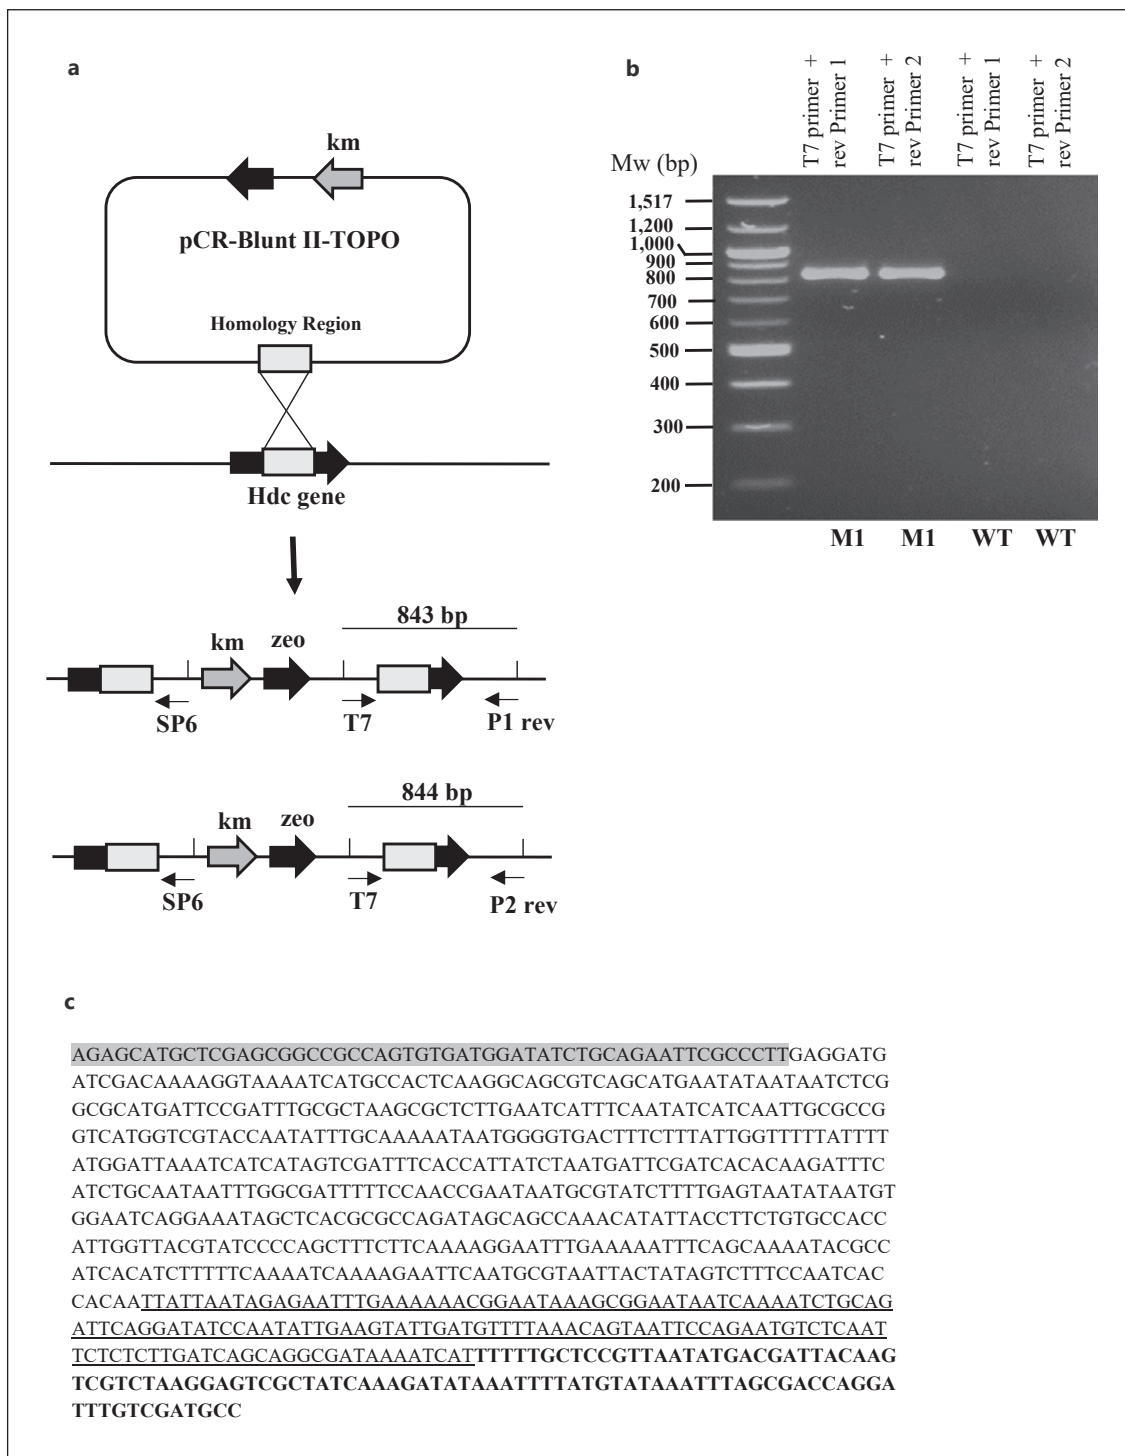 a
km
pCR-Blunt II-TOPO
Homology Region
Hdc gene
843 bp
km
zeo
SP6
T7
P1 rev
844 bp
km
zeo
SP6
T7
P2 rev
b
T7 primer +
rev Primer 1
T7 primer +
rev Primer 2
T7 primer +
rev Primer 1
T7 primer +
rev Primer 2
Mw (bp)
1,517
1,200
1,000
900
800
700
600
500
400
300
200
M1
M1
WT
WT
c
AGAGCATGCTCGAGCGGCCGCCAGTGTGATGGATATCTGCAGAATTCGCCCTTGAGGATG
ATCGACAAAAGGTAAAATCATGCCACTCAAGGCAGCGTCAGCATGAATATAATAATCTCG
GCGCATGATTCCGATTTGCGCTAAGCGCTCTTGAATCATTTCAATATCATCAATTGCGCCG
GTCATGGTCGTACCAATATTTGCAAAAATAATGGGGTGACTTTCTTTATTGGTTTTTATTTT
ATGGATTAAATCATCATAGTCGATTTCACCATTATCTAATGATTCGATCACACAAGATTTC
ATCTGCAATAATTTGGCGATTTTTCCAACCGAATAATGCGTATCTTTTGAGTAATATAATGT
GGAATCAGGAAATAGCTCACGCGCCAGATAGCAGCCAAACATATTACCTTCTGTGCCACC
ATTGGTTACGTATCCCCAGCTTTCTTCAAAAGGAATTTGAAAAATTTCAGCAAAATACGCC
ATCACATCTTTTTCAAAATCAAAAGAATTCAATGCGTAATTACTATAGTCTTTCCAATCAC
CACAATTATTAATAGAGAATTTGAAAAAACGGAATAAAGCGGAATAATCAAAATCTGCAG
ATTCAGGATATCCAATATTGAAGTATTGATGTTTTAAACAGTAATTCCAGAATGTCTCAAT
TCTCTCTTGATCAGCAGGCGATAAAATCATTTTTTGCTCCGTTAATATGACGATTACAAG
TCGTCTAAGGAGTCGCTATCAAAGATATAAATTTTATGTATAAATTTAGCGACCAGGA
TTTGTCGATGCC